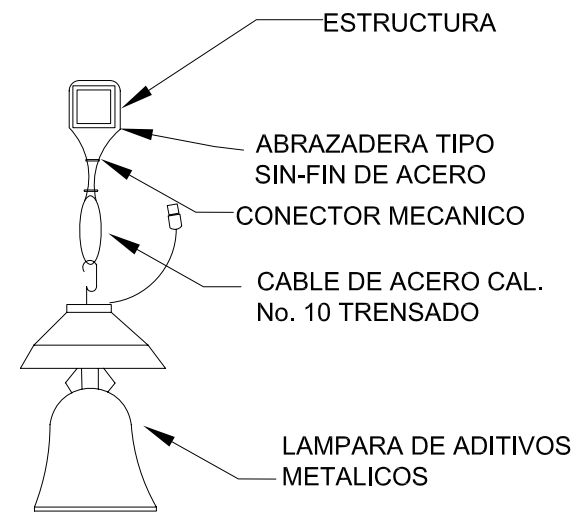 ESTRUCTURA
ABRAZADERA TIPO
SIN-FIN DE ACERO
CONECTOR MECANICO
CABLE DE ACERO CAL.
No. 10 TRENSADO
LAMPARA DE ADITIVOS
METALICOS